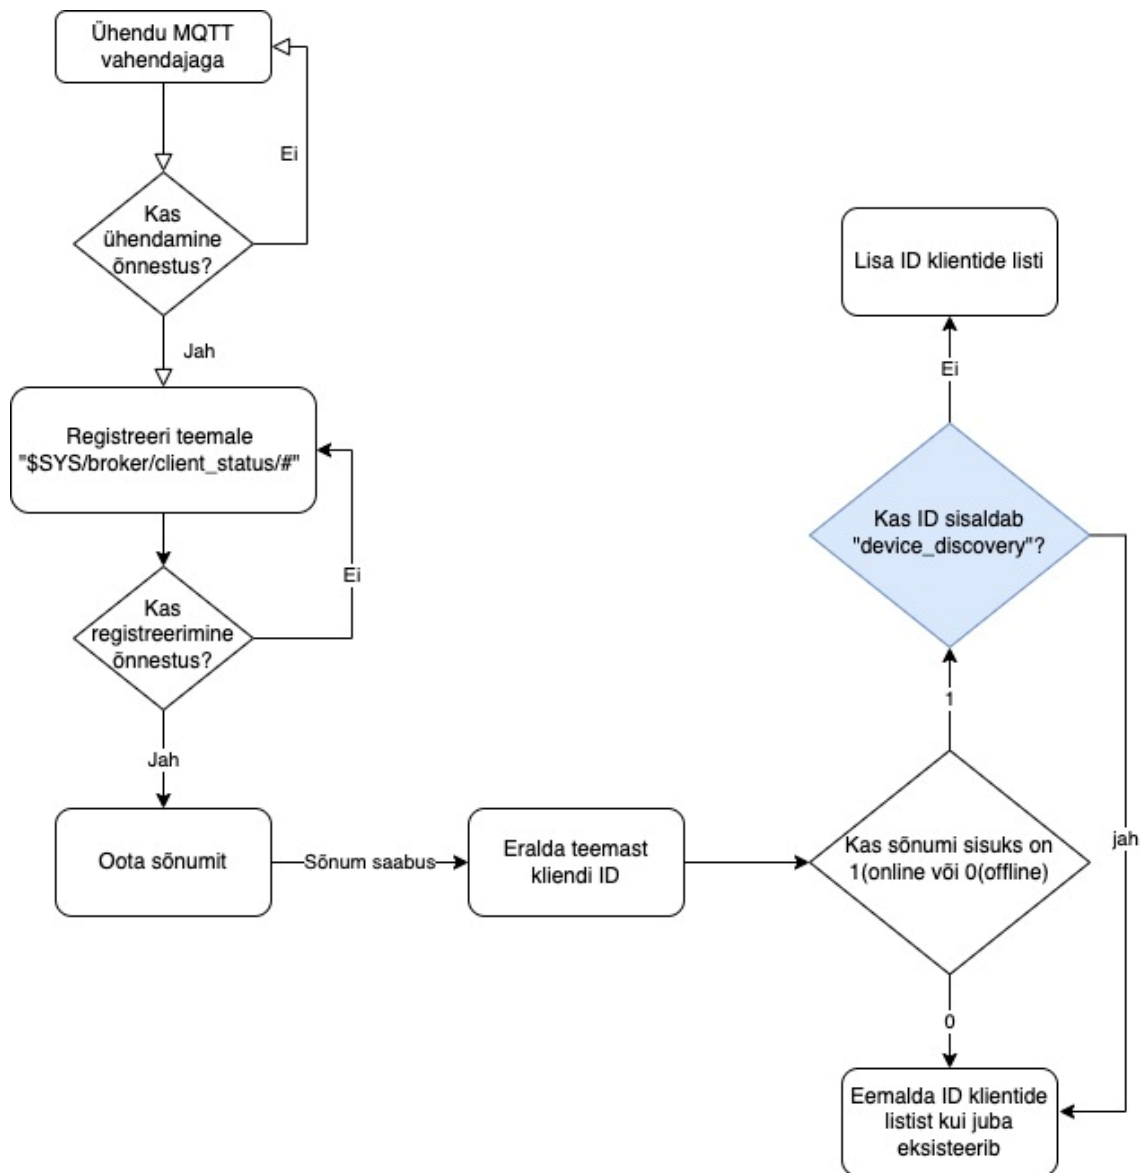 Ühendu MQTT
vahendajaga
Ei
Kas
ühendamine
õnnestus?
Jah
Registreeri teemale
"$SYS/broker/client_status/#"
Ei
Kas
registreerimine
õnnestus?
Jah
Oota sõnumit
Sõnum saabus
Eralda teemast
kliendi ID
Kas sõnumi sisuks on
1(online või 0(offline)
1
Kas ID sisaldab
"device_discovery"?
Ei
Lisa ID klientide listi
jah
0
Eemalda ID klientide
listist kui juba
eksisteerib